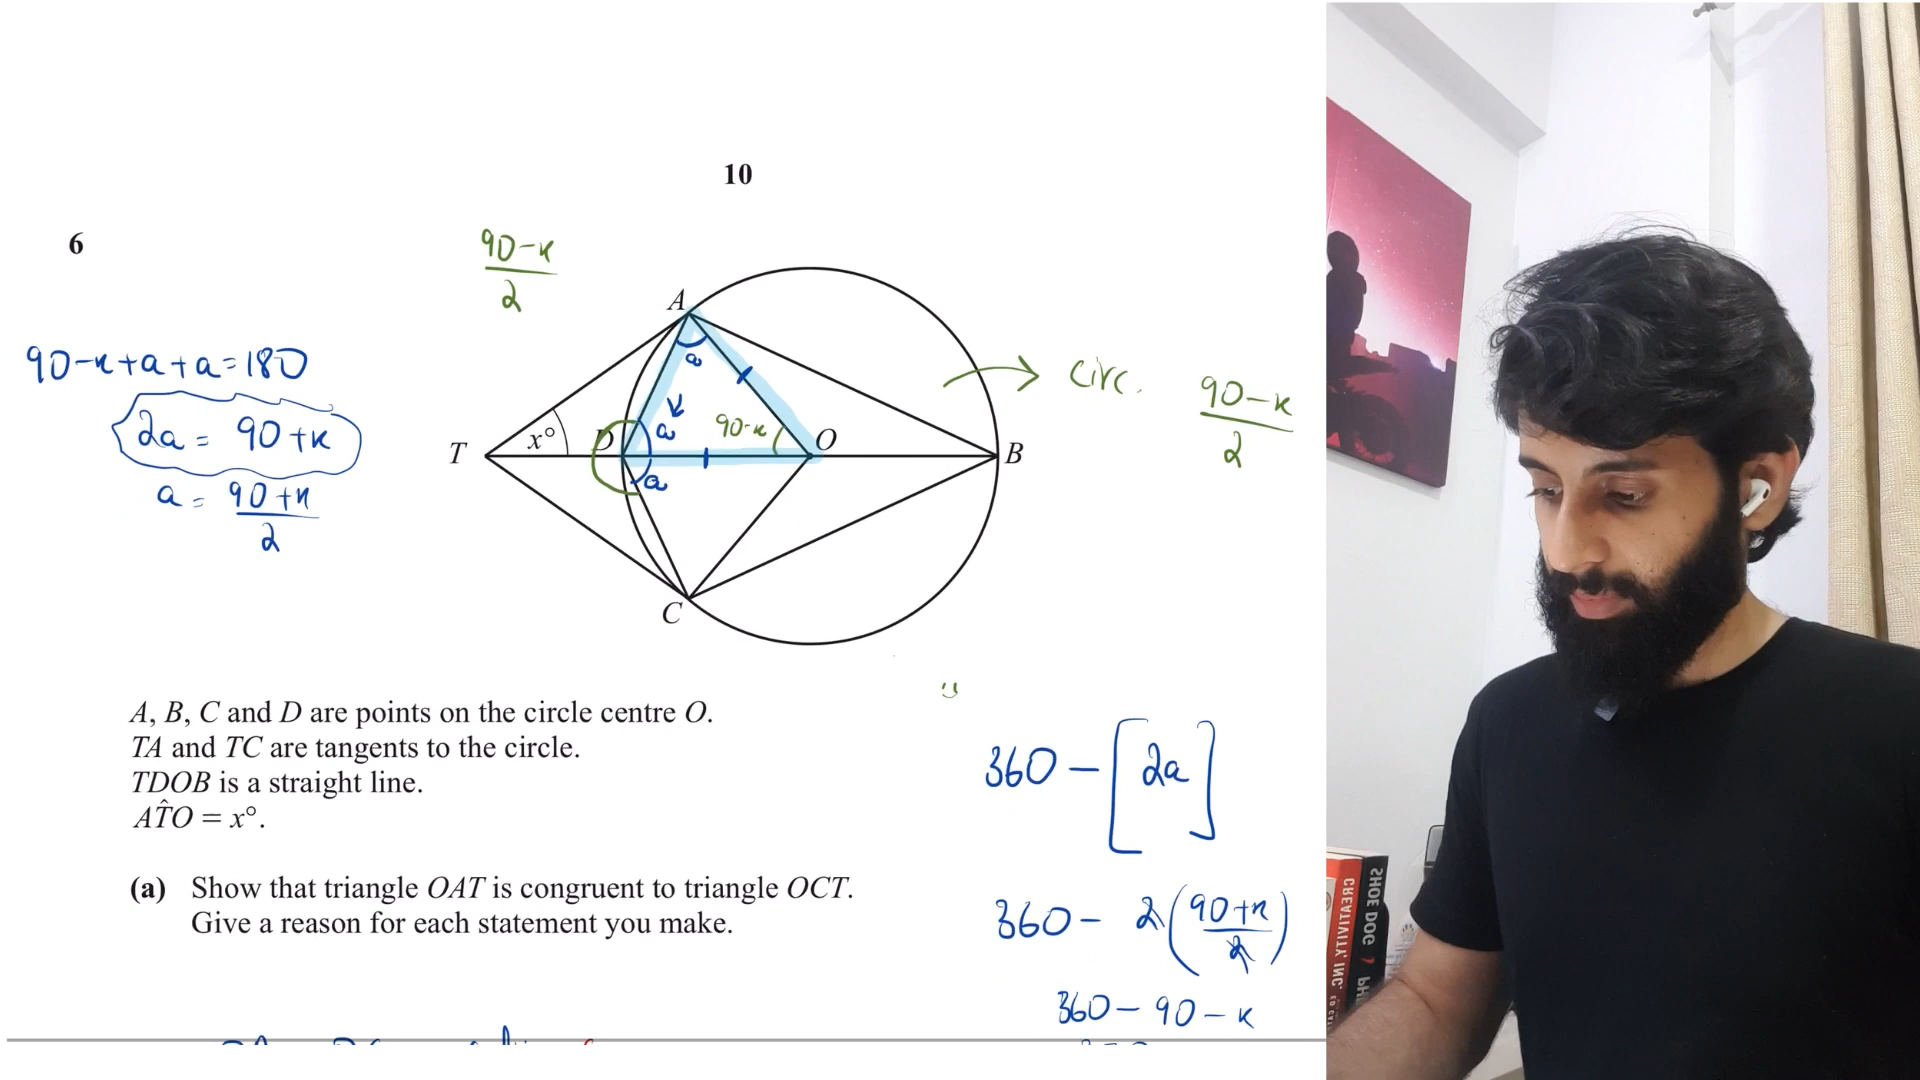 10
6
90-x
2
A
90-x+a+a=180
a
circ.
90-x
2
2a = 90+x
T
x°
D
a
90-x
O
B
a = 90+x
2
a
C
A, B, C and D are points on the circle centre O.
TA and TC are tangents to the circle.
TDOB is a straight line.
AT̂O = x°.
360 - [2a]
(a) Show that triangle OAT is congruent to triangle OCT.
Give a reason for each statement you make.
360 - 2(90+x
2)
360 - 90 - x
SHOE DOG
CREATIVITY, INC.